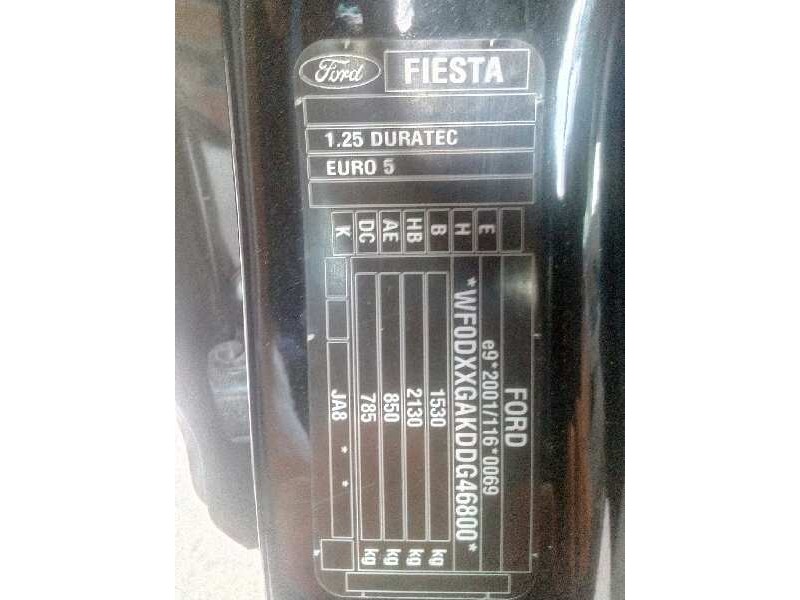 Ford FIESTA
1.25 DURATEC
EURO 5
E
H
B
HB
AE
DC
K
FORD
e9*2001/116*0069
*WF0DXXGAKDDG46800*
1530 kg
2130 kg
850 kg
785 kg
JA8 * *